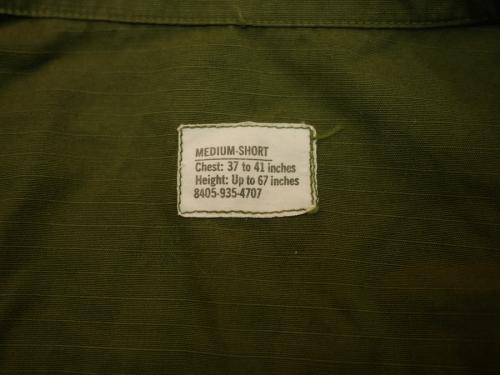 MEDIUM-SHORT
Chest: 37 to 41 inches
Height: Up to 67 inches
8405-935-4707